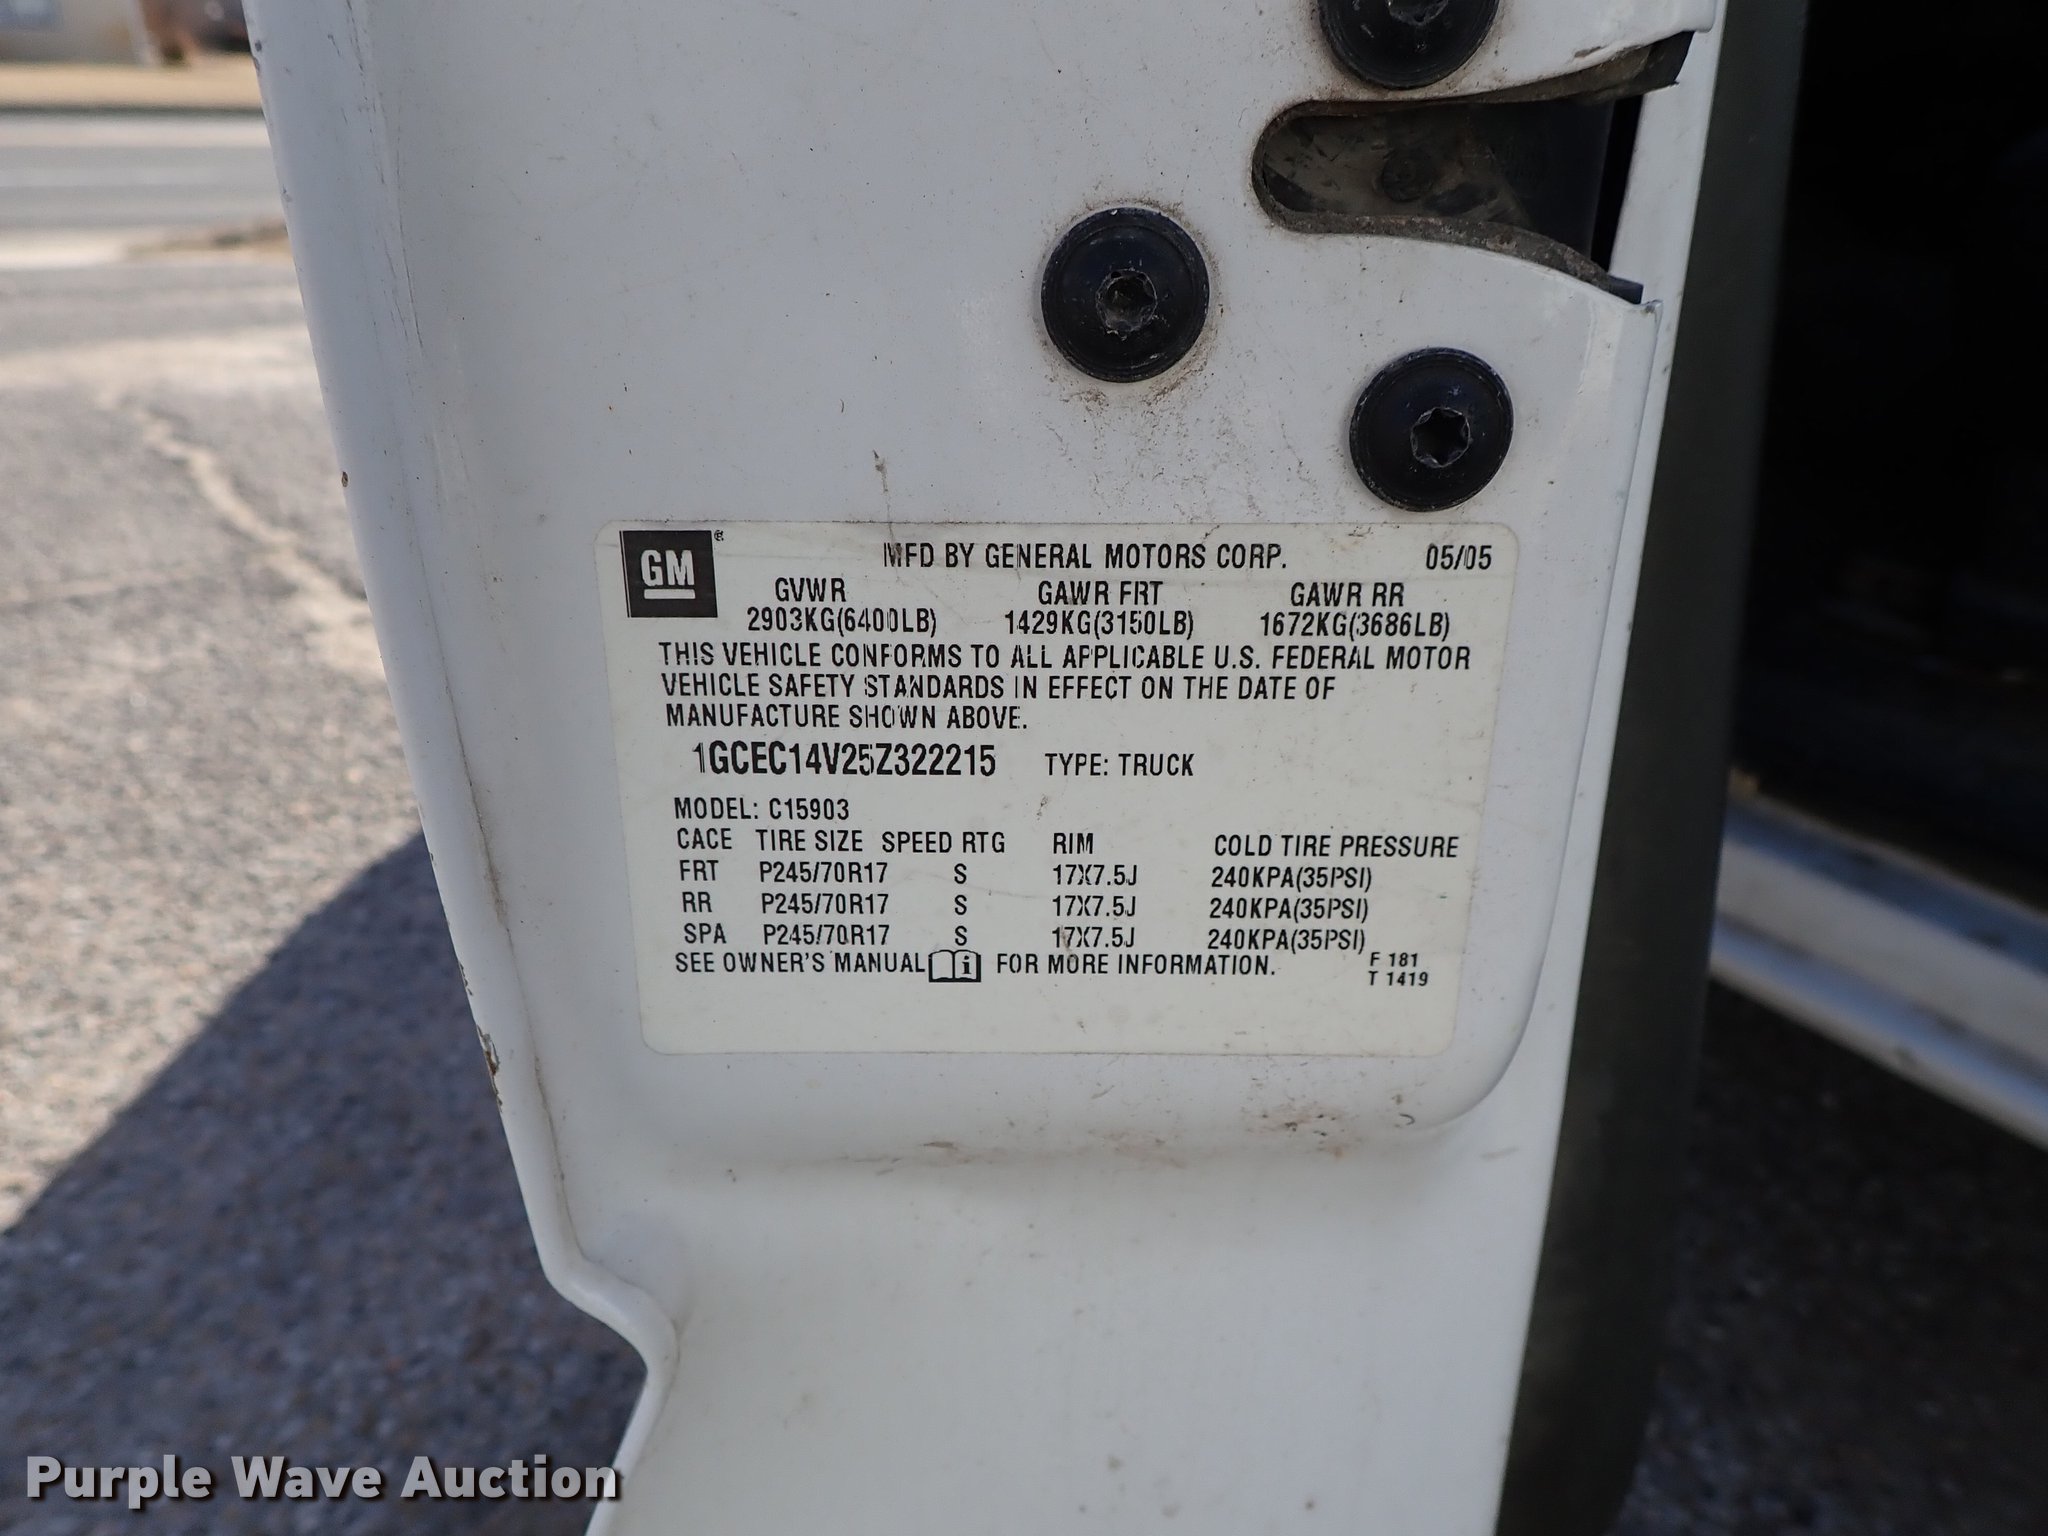 GM
MFD BY GENERAL MOTORS CORP. 05/05
GVWR GAWR FRT GAWR RR
2903KG(6400LB) 1429KG(3150LB) 1672KG(3686LB)
THIS VEHICLE CONFORMS TO ALL APPLICABLE U.S. FEDERAL MOTOR
VEHICLE SAFETY STANDARDS IN EFFECT ON THE DATE OF
MANUFACTURE SHOWN ABOVE.
1GCEC14V25Z322215 TYPE: TRUCK
MODEL: C15903
CACE TIRE SIZE SPEED RTG RIM COLD TIRE PRESSURE
FRT P245/70R17 S 17X7.5J 240KPA(35PSI)
RR P245/70R17 S 17X7.5J 240KPA(35PSI)
SPA P245/70R17 S 17X7.5J 240KPA(35PSI)
SEE OWNER'S MANUAL i FOR MORE INFORMATION. F 181
T 1419
Purple Wave Auction